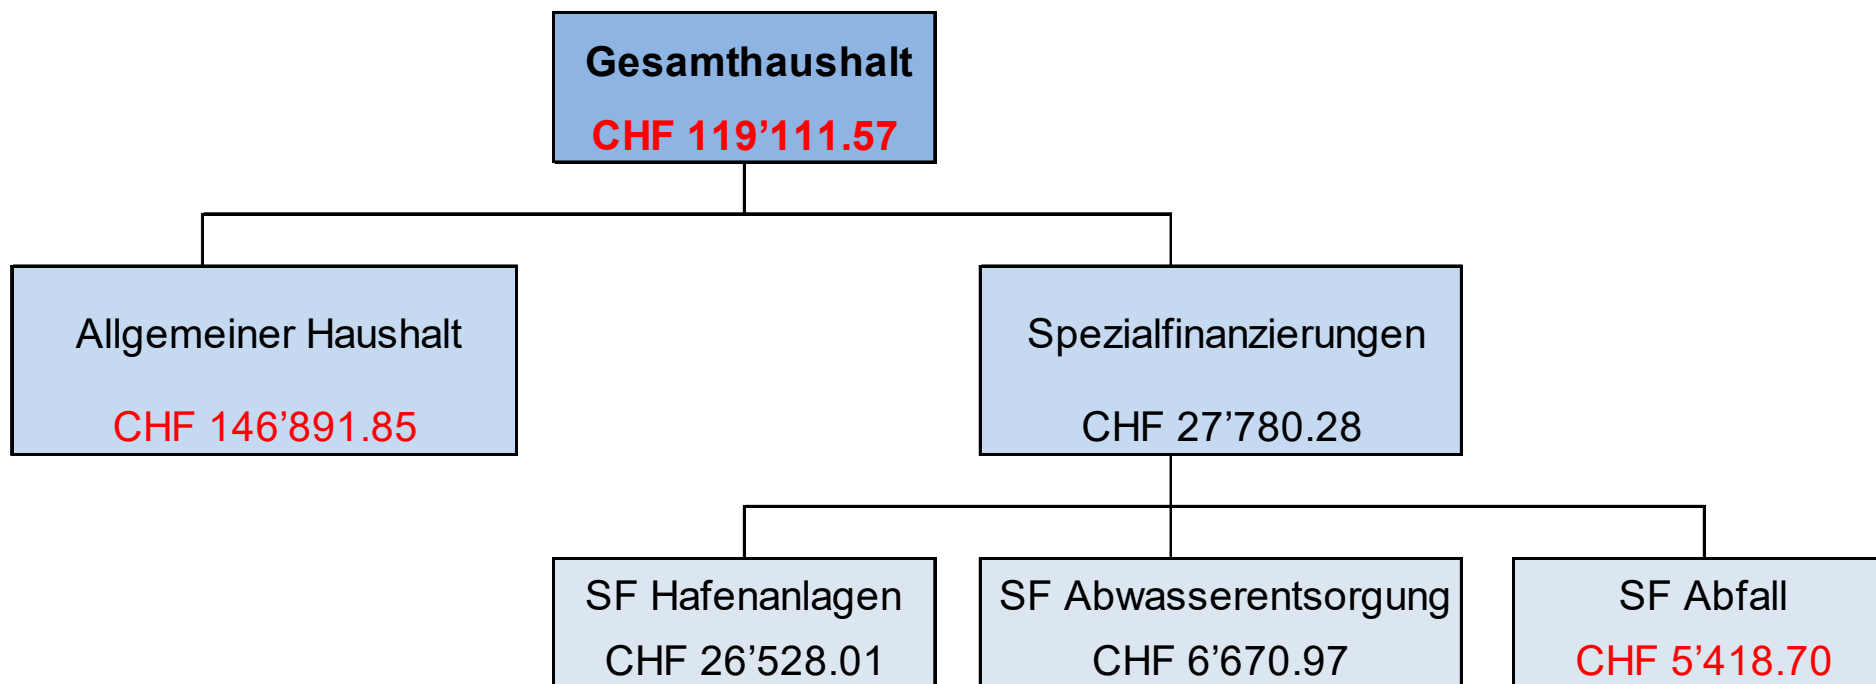 Gesamthaushalt
CHF 119’111.57
Allgemeiner Haushalt
CHF 146’891.85
Spezialfinanzierungen
CHF 27’780.28
SF Hafenanlagen
CHF 26’528.01
SF Abwasserentsorgung
CHF 6’670.97
SF Abfall
CHF 5’418.70